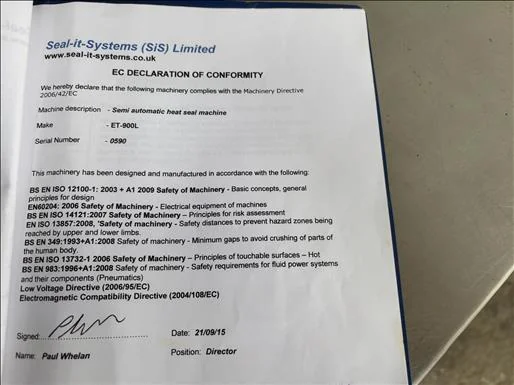 Seal-it-Systems (SiS) Limited
www.seal-it-systems.co.uk
EC DECLARATION OF CONFORMITY
We hereby declare that the following machinery complies with the Machinery Directive
2006/42/EC
Machine description - Semi automatic heat seal machine
Make - ET-900L
Serial Number - 0590
This machinery has been designed and manufactured in accordance with the following:
BS EN ISO 12100-1: 2003 + A1 2009 Safety of Machinery - Basic concepts, general
principles for design
EN60204: 2006 Safety of Machinery - Electrical equipment of machines
BS EN ISO 14121:2007 Safety of Machinery – Principles for risk assessment
EN ISO 13857:2008, 'Safety of Machinery - Safety distances to prevent hazard zones being
reached by upper and lower limbs.
BS EN 349:1993+A1:2008 Safety of machinery - Minimum gaps to avoid crushing of parts of
the human body.
BS EN ISO 13732-1 2006 Safety of machinery – Principles of touchable surfaces – Hot
BS EN 983:1996+A1:2008 Safety of machinery - Safety requirements for fluid power systems
and their components (Pneumatics)
Low Voltage Directive (2006/95/EC)
Electromagnetic Compatibility Directive (2004/108/EC)
Signed: Date: 21/09/15
Name: Paul Whelan Position: Director